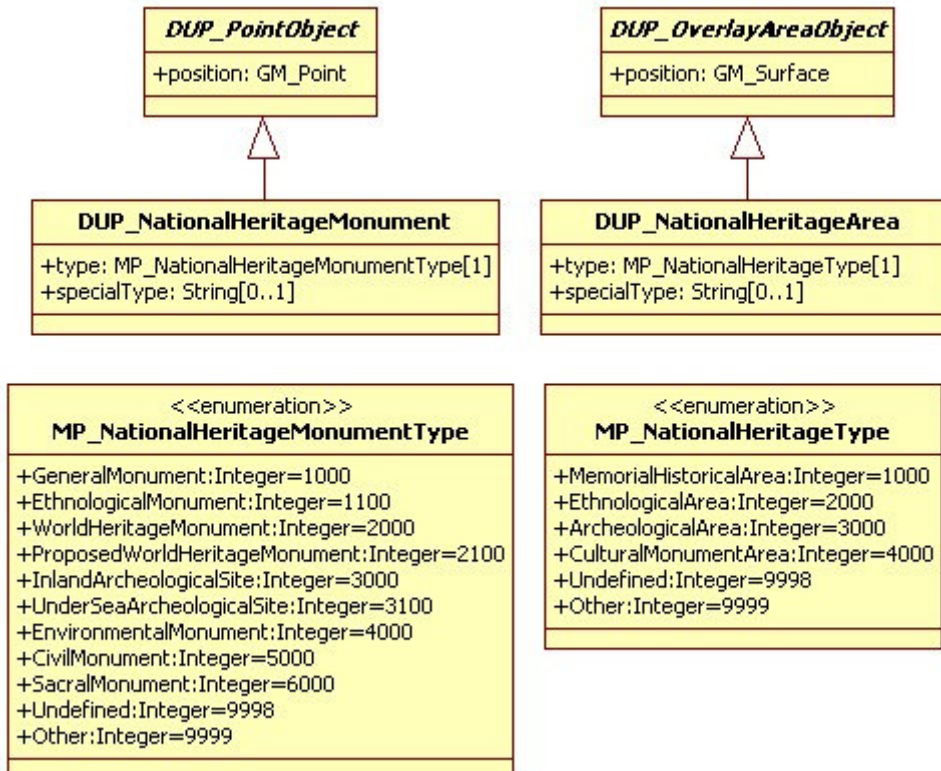 DUP_PointObject
+position: GM_Point
DUP_OverlayAreaObject
+position: GM_Surface
DUP_NationalHeritageMonument
+type: MP_NationalHeritageMonumentType[1]
+specialType: String[0..1]
DUP_NationalHeritageArea
+type: MP_NationalHeritageType[1]
+specialType: String[0..1]
<<enumeration>>
MP_NationalHeritageMonumentType
+GeneralMonument:Integer=1000
+EthnologicalMonument:Integer=1100
+WorldHeritageMonument:Integer=2000
+ProposedWorldHeritageMonument:Integer=2100
+InlandArcheologicalSite:Integer=3000
+UnderSeaArcheologicalSite:Integer=3100
+EnvironmentalMonument:Integer=4000
+CivilMonument:Integer=5000
+SacralMonument:Integer=6000
+Undefined:Integer=9998
+Other:Integer=9999
<<enumeration>>
MP_NationalHeritageType
+MemorialHistoricalArea:Integer=1000
+EthnologicalArea:Integer=2000
+ArcheologicalArea:Integer=3000
+CulturalMonumentArea:Integer=4000
+Undefined:Integer=9998
+Other:Integer=9999